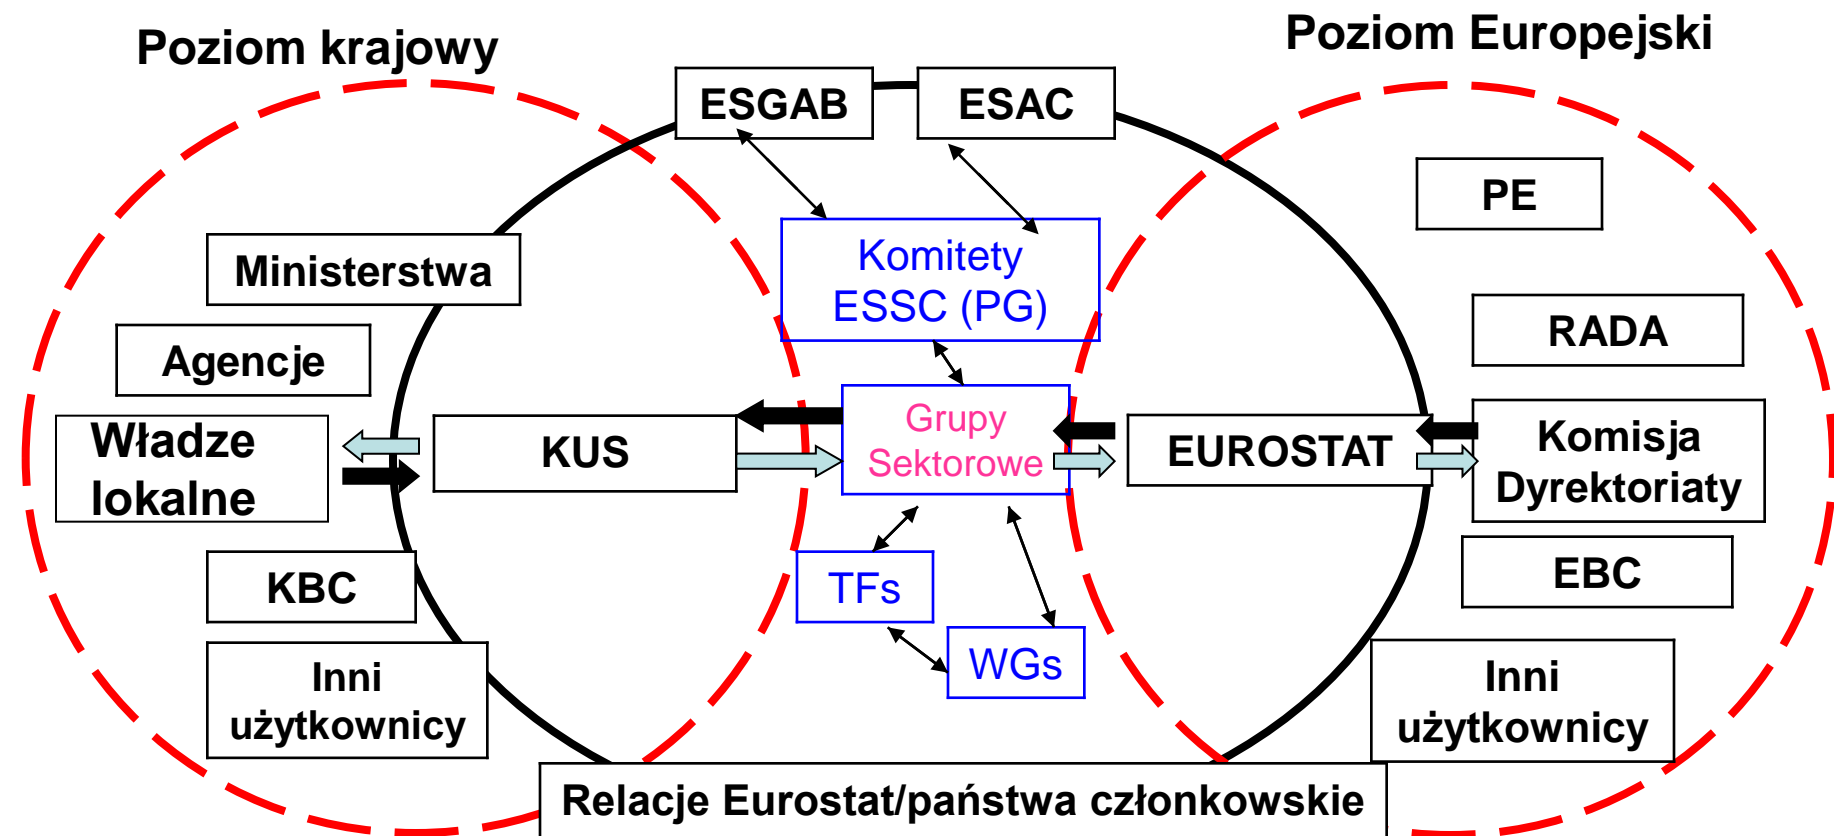 Poziom krajowy
Poziom Europejski
ESGAB
ESAC
PE
Ministerstwa
Komitety
ESSC (PG)
RADA
Agencje
Władze
lokalne
KUS
Grupy
Sektorowe
EUROSTAT
Komisja
Dyrektoriaty
KBC
TFs
EBC
WGs
Inni
użytkownicy
Inni
użytkownicy
Relacje Eurostat/państwa członkowskie